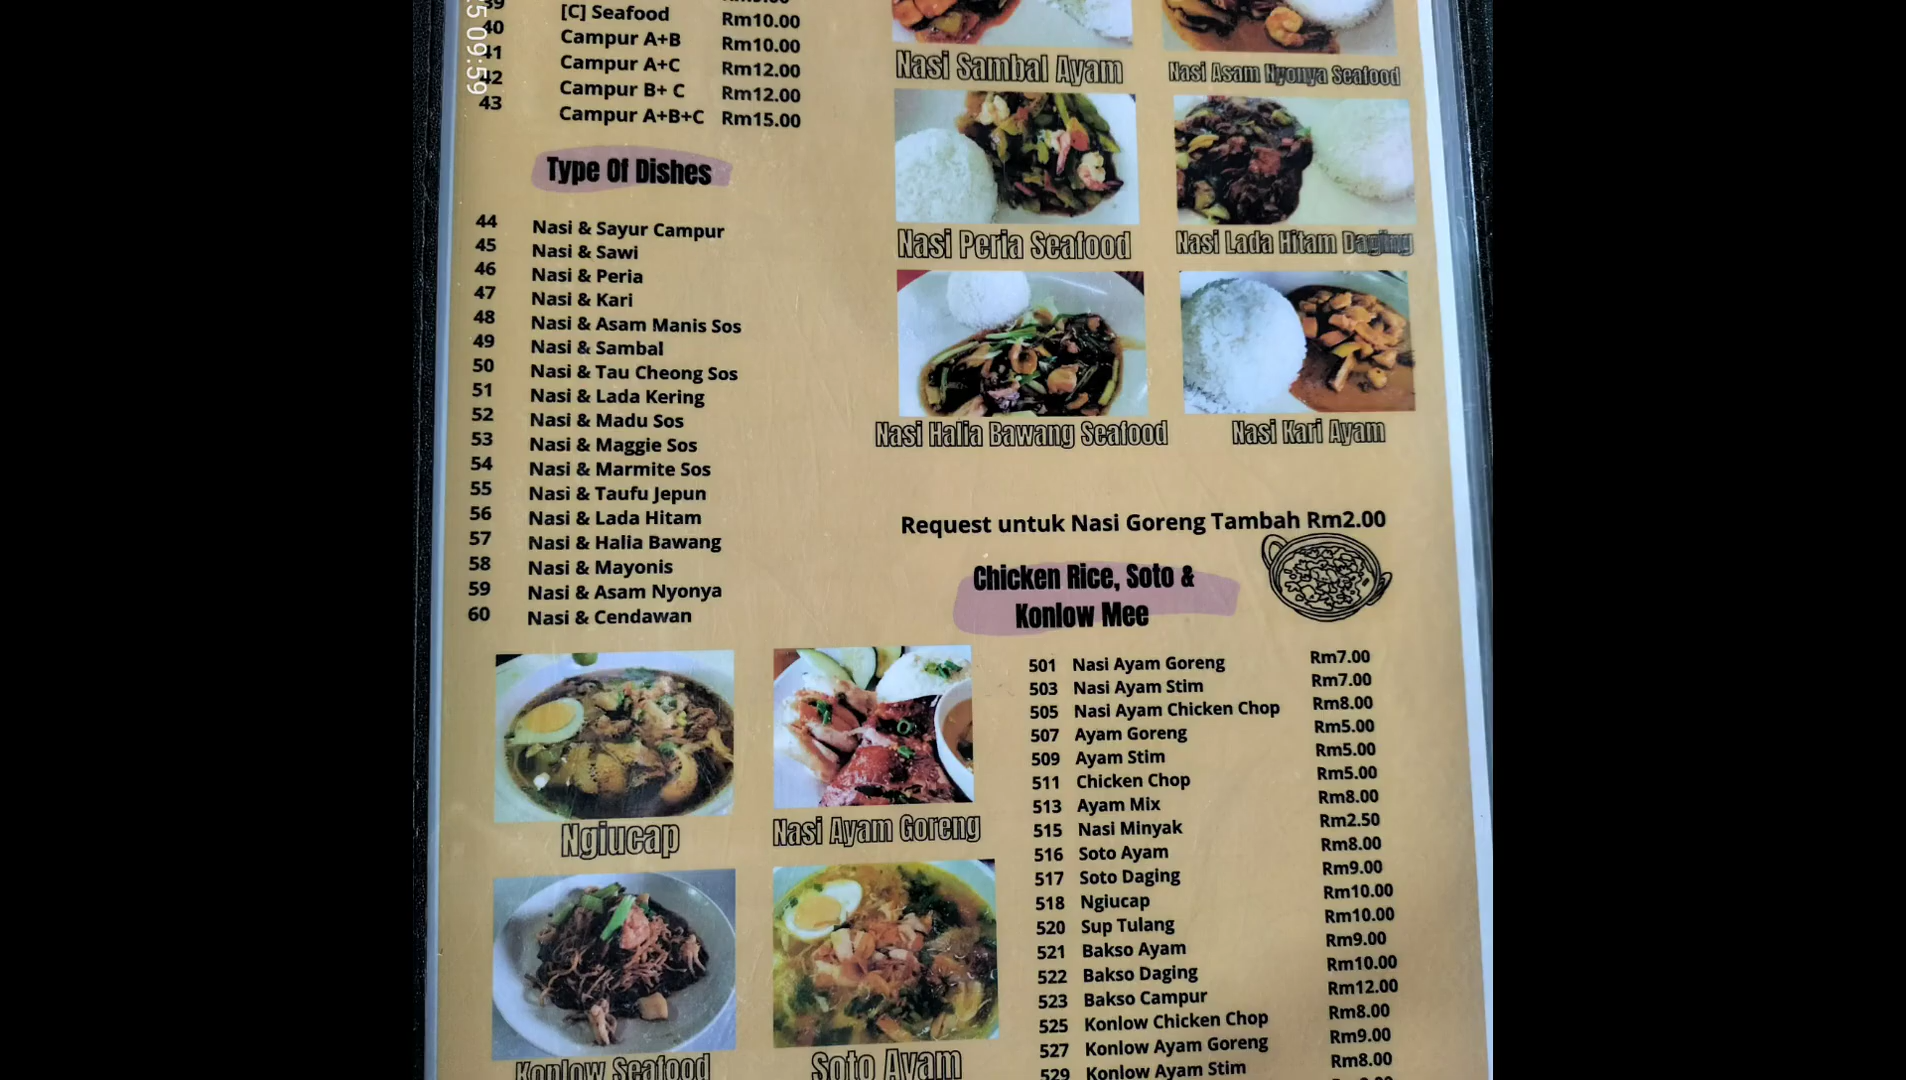 5 09:59
39 [C] Seafood Rm10.00
40 Campur A+B Rm10.00
41 Campur A+C Rm12.00
42 Campur B+ C Rm12.00
43 Campur A+B+C Rm15.00
Type Of Dishes
44 Nasi & Sayur Campur
45 Nasi & Sawi
46 Nasi & Peria
47 Nasi & Kari
48 Nasi & Asam Manis Sos
49 Nasi & Sambal
50 Nasi & Tau Cheong Sos
51 Nasi & Lada Kering
52 Nasi & Madu Sos
53 Nasi & Maggie Sos
54 Nasi & Marmite Sos
55 Nasi & Taufu Jepun
56 Nasi & Lada Hitam
57 Nasi & Halia Bawang
58 Nasi & Mayonis
59 Nasi & Asam Nyonya
60 Nasi & Cendawan
Nasi Sambal Ayam
Nasi Asam Nyonya Seafood
Nasi Peria Seafood
Nasi Lada Hitam Daging
Nasi Halia Bawang Seafood
Nasi Kari Ayam
Request untuk Nasi Goreng Tambah Rm2.00
Chicken Rice, Soto &
Konlow Mee
501 Nasi Ayam Goreng Rm7.00
503 Nasi Ayam Stim Rm7.00
505 Nasi Ayam Chicken Chop Rm8.00
507 Ayam Goreng Rm5.00
509 Ayam Stim Rm5.00
511 Chicken Chop Rm5.00
513 Ayam Mix Rm8.00
515 Nasi Minyak Rm2.50
516 Soto Ayam Rm8.00
517 Soto Daging Rm9.00
518 Ngiucap Rm10.00
520 Sup Tulang Rm10.00
521 Bakso Ayam Rm9.00
522 Bakso Daging Rm10.00
523 Bakso Campur Rm12.00
525 Konlow Chicken Chop Rm8.00
527 Konlow Ayam Goreng Rm9.00
529 Konlow Ayam Stim Rm8.00
Ngiucap
Nasi Ayam Goreng
Konlow Seafood
Soto Ayam